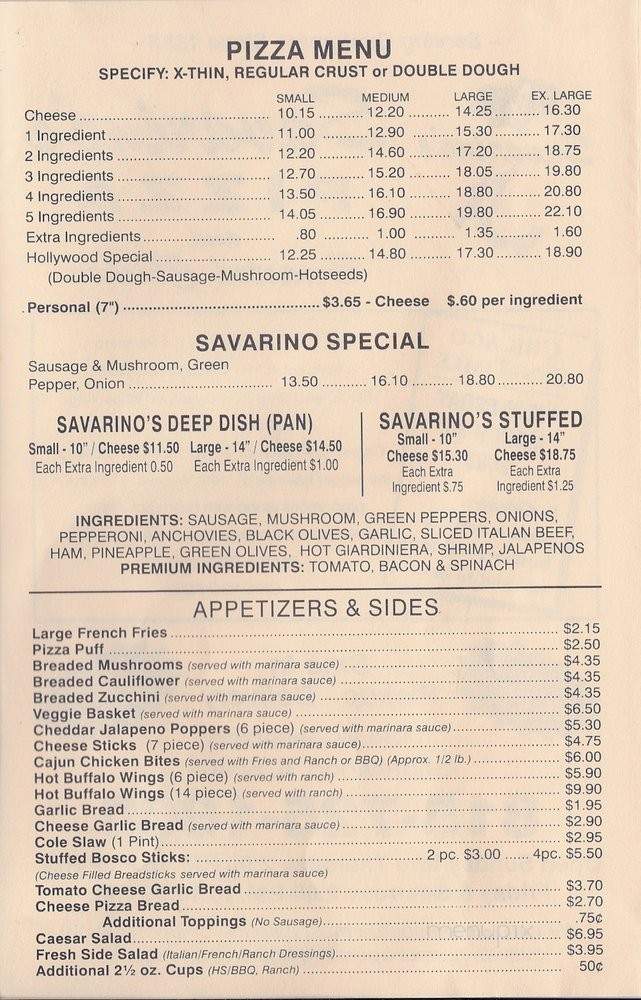 PIZZA MENU
SPECIFY: X-THIN, REGULAR CRUST or DOUBLE DOUGH
SMALL MEDIUM LARGE EX. LARGE
Cheese 10.15 12.20 14.25 16.30
1 Ingredient 11.00 12.90 15.30 17.30
2 Ingredients 12.20 14.60 17.20 18.75
3 Ingredients 12.70 15.20 18.05 19.80
4 Ingredients 13.50 16.10 18.80 20.80
5 Ingredients 14.05 16.90 19.80 22.10
Extra Ingredients .80 1.00 1.35 1.60
Hollywood Special 12.25 14.80 17.30 18.90
(Double Dough-Sausage-Mushroom-Hotseeds)
Personal (7") $3.65 - Cheese $.60 per ingredient
SAVARINO SPECIAL
Sausage & Mushroom, Green
Pepper, Onion 13.50 16.10 18.80 20.80
SAVARINO'S DEEP DISH (PAN)
Small - 10" / Cheese $11.50 Large - 14" / Cheese $14.50
Each Extra Ingredient 0.50 Each Extra Ingredient $1.00
SAVARINO'S STUFFED
Small - 10" Large - 14"
Cheese $15.30 Cheese $18.75
Each Extra Each Extra
Ingredient $.75 Ingredient $1.25
INGREDIENTS: SAUSAGE, MUSHROOM, GREEN PEPPERS, ONIONS,
PEPPERONI, ANCHOVIES, BLACK OLIVES, GARLIC, SLICED ITALIAN BEEF,
HAM, PINEAPPLE, GREEN OLIVES, HOT GIARDINIERA, SHRIMP, JALAPENOS
PREMIUM INGREDIENTS: TOMATO, BACON & SPINACH
APPETIZERS & SIDES
Large French Fries $2.15
Pizza Puff $2.50
Breaded Mushrooms (served with marinara sauce) $4.35
Breaded Cauliflower (served with marinara sauce) $4.35
Breaded Zucchini (served with marinara sauce) $4.35
Veggie Basket (served with marinara sauce) $6.50
Cheddar Jalapeno Poppers (6 piece) (served with marinara sauce) $5.30
Cheese Sticks (7 piece) (served with marinara sauce) $4.75
Cajun Chicken Bites (served with Fries and Ranch or BBQ) (Approx. 1/2 lb.) $6.00
Hot Buffalo Wings (6 piece) (served with ranch) $5.90
Hot Buffalo Wings (14 piece) (served with ranch) $9.90
Garlic Bread $1.95
Cheese Garlic Bread (served with marinara sauce) $2.90
Cole Slaw (1 Pint) $2.95
Stuffed Bosco Sticks: 2 pc. $3.00 4pc. $5.50
(Cheese Filled Breadsticks served with marinara sauce)
Tomato Cheese Garlic Bread $3.70
Cheese Pizza Bread $2.70
Additional Toppings (No Sausage) .75¢
Caesar Salad $6.95
Fresh Side Salad (Italian/French/Ranch Dressings) $3.95
Additional 2½ oz. Cups (HS/BBQ, Ranch) 50¢